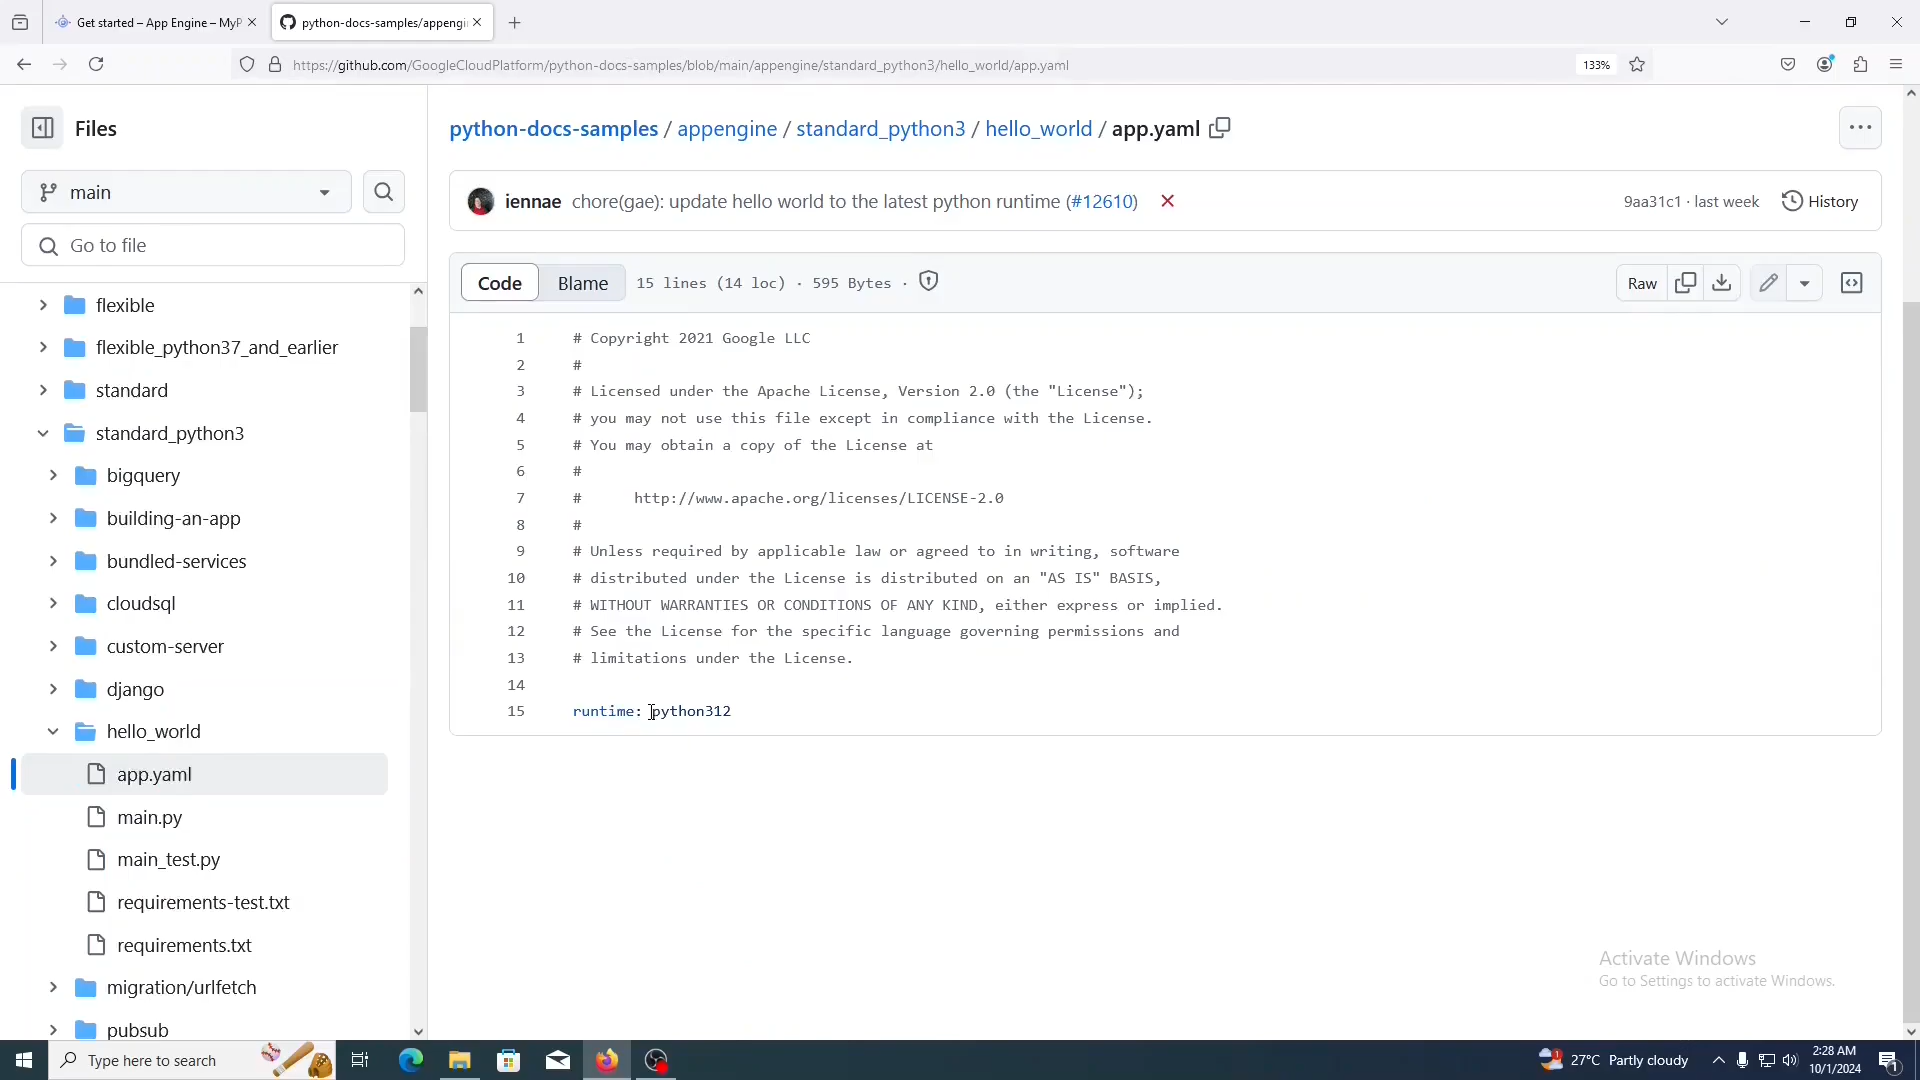 Get started – App Engine – MyP
python-docs-samples/appengi
https://github.com/GoogleCloudPlatform/python-docs-samples/blob/main/appengine/standard_python3/hello_world/app.yaml
133%
Files
python-docs-samples / appengine / standard_python3 / hello_world / app.yaml
main
iennae chore(gae): update hello world to the latest python runtime (#12610)
9aa31c1 · last week
History
Go to file
Code
Blame
15 lines (14 loc) · 595 Bytes ·
Raw
flexible
flexible_python37_and_earlier
standard
standard_python3
bigquery
building-an-app
bundled-services
cloudsql
custom-server
django
hello_world
app.yaml
main.py
main_test.py
requirements-test.txt
requirements.txt
migration/urlfetch
pubsub
1 # Copyright 2021 Google LLC
2 #
3 # Licensed under the Apache License, Version 2.0 (the "License");
4 # you may not use this file except in compliance with the License.
5 # You may obtain a copy of the License at
6 #
7 #      http://www.apache.org/licenses/LICENSE-2.0
8 #
9 # Unless required by applicable law or agreed to in writing, software
10 # distributed under the License is distributed on an "AS IS" BASIS,
11 # WITHOUT WARRANTIES OR CONDITIONS OF ANY KIND, either express or implied.
12 # See the License for the specific language governing permissions and
13 # limitations under the License.
14
15 runtime: python312
Activate Windows
Go to Settings to activate Windows.
Type here to search
27°C Partly cloudy
2:28 AM
10/1/2024
1